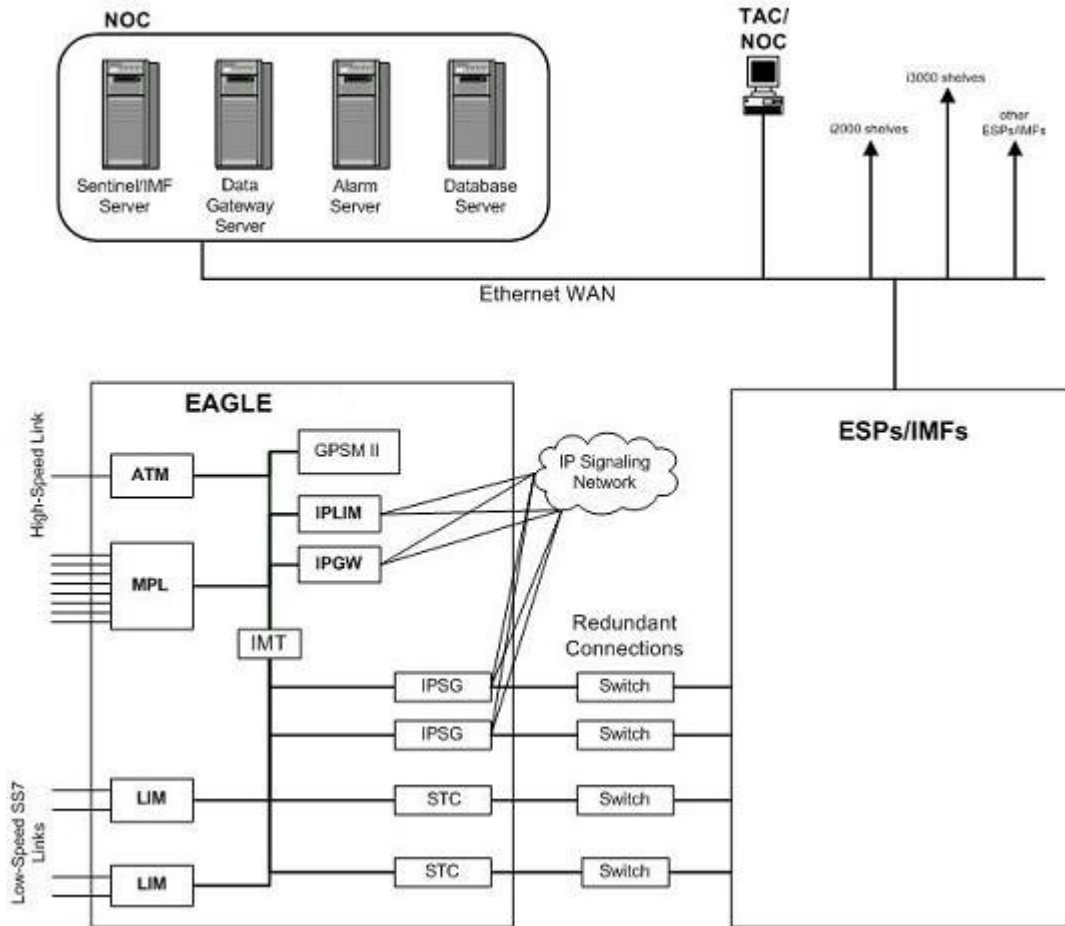 NOC
TAC/
NOC
i3000 shelves
i2000 shelves
other
ESPs/IMFs
Sentinel/IMF
Server
Data
Gateway
Server
Alarm
Server
Database
Server
Ethernet WAN
EAGLE
ESPs/IMFs
High-Speed Link
ATM
GPSM II
IP Signaling
Network
IPLIM
IPGW
MPL
IMT
Redundant
Connections
IPSG
Switch
IPSG
Switch
Low-Speed SS7
Links
LIM
STC
Switch
LIM
STC
Switch